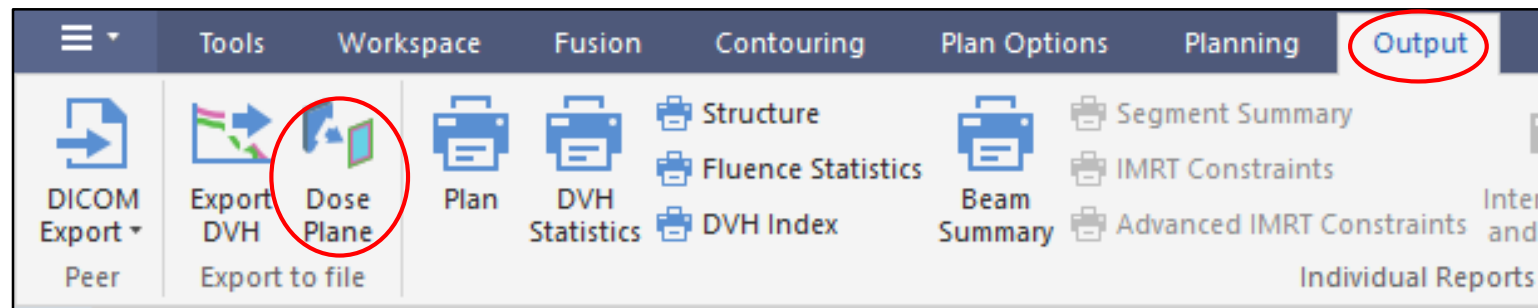 Tools Workspace Fusion Contouring Plan Options Planning Output
DICOM
Export
Export
DVH
Dose
Plane
Plan
DVH
Statistics
Structure
Fluence Statistics
DVH Index
Beam
Summary
Segment Summary
IMRT Constraints
Advanced IMRT Constraints
and
Peer Export to file Individual Reports